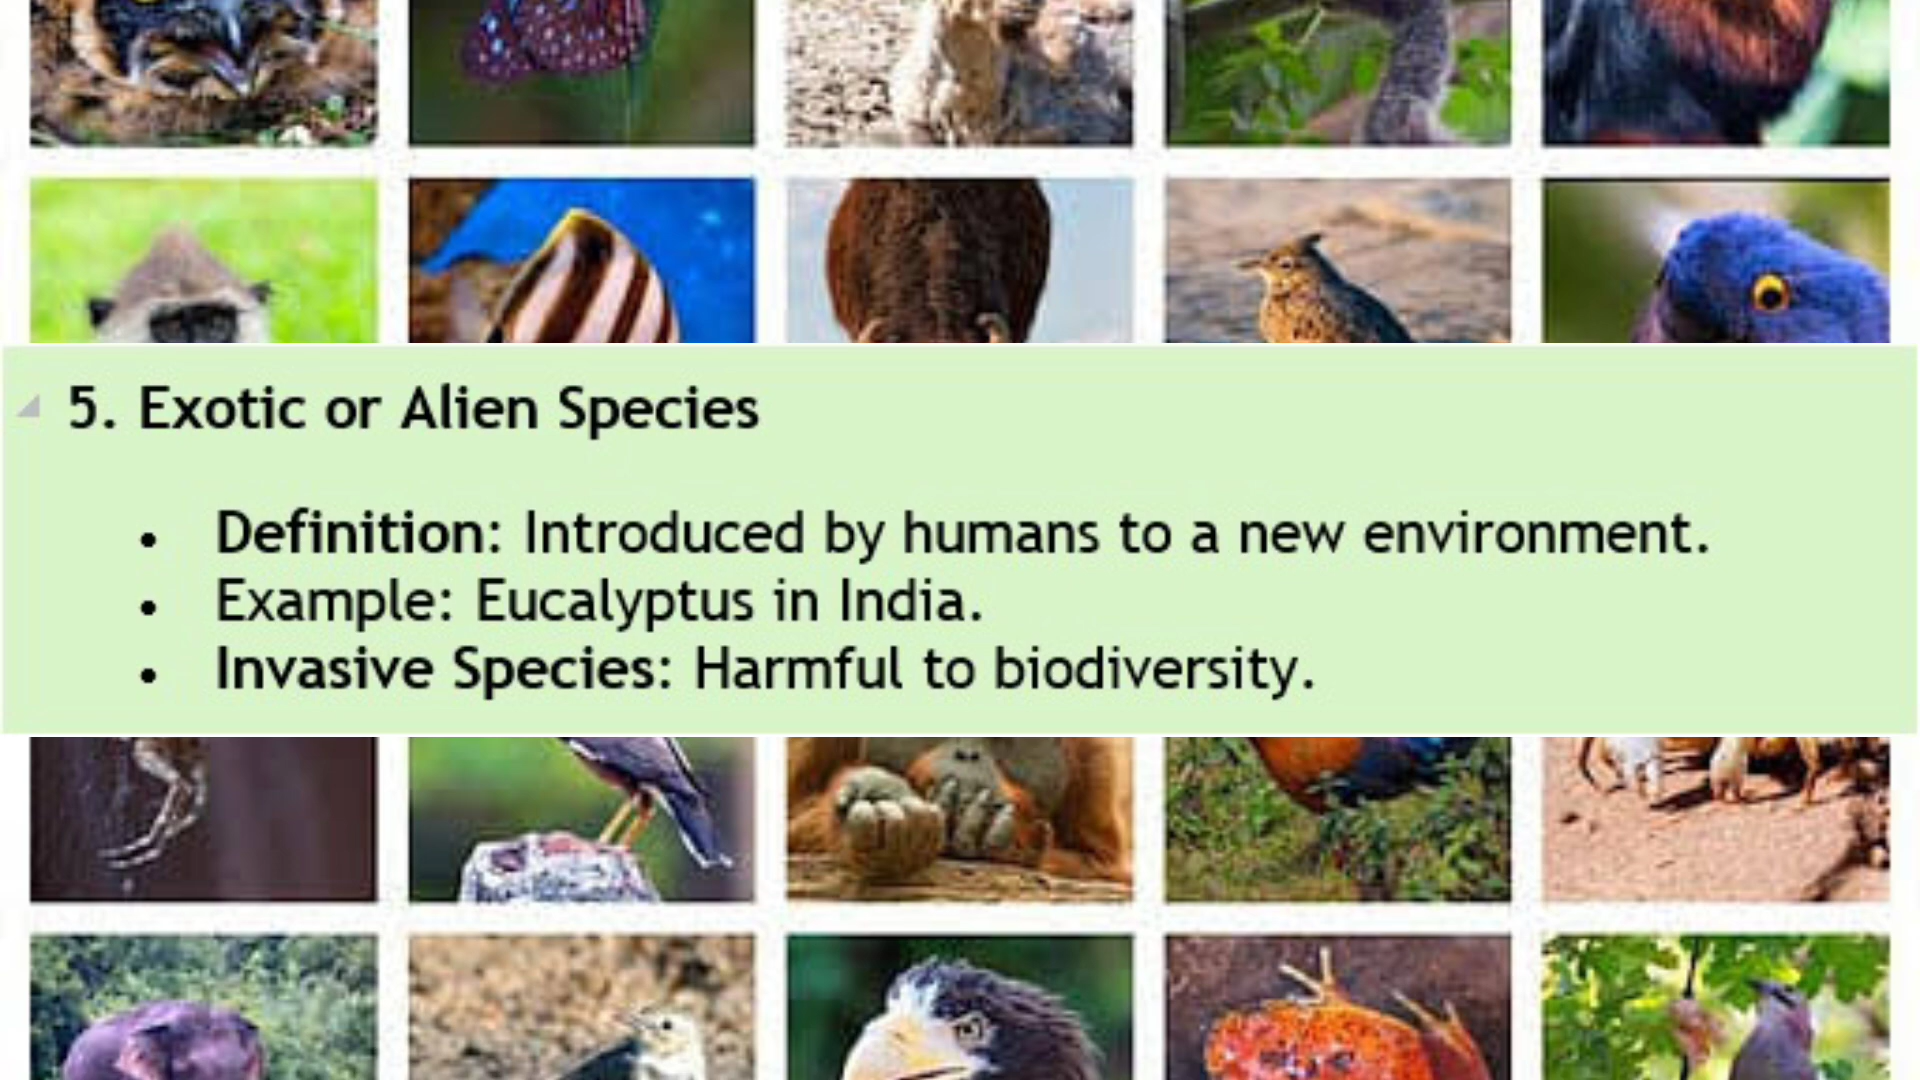 5. Exotic or Alien Species
• Definition: Introduced by humans to a new environment.
• Example: Eucalyptus in India.
• Invasive Species: Harmful to biodiversity.